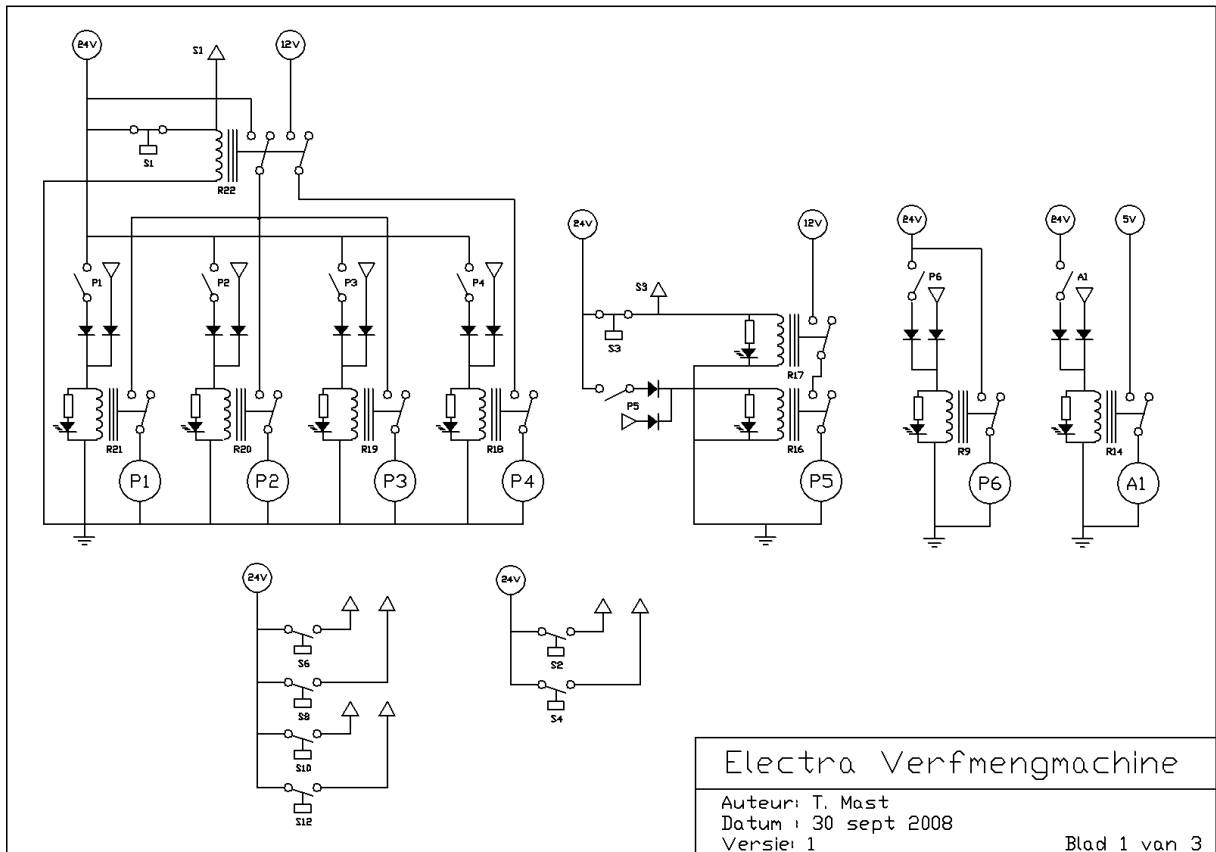 24V
S1
12V
S1
R22
24V
12V
24V
24V
5V
P1
P2
P3
P4
S3
P6
A1
S3
R17
P5
R21
R20
R19
R18
R16
R9
R14
P1
P2
P3
P4
P5
P6
A1
24V
24V
S6
S2
S8
S4
S10
S12
Electra Verfmengmachine
Auteur: T. Mast
Datum : 30 sept 2008
Versie: 1
Blad 1 van 3